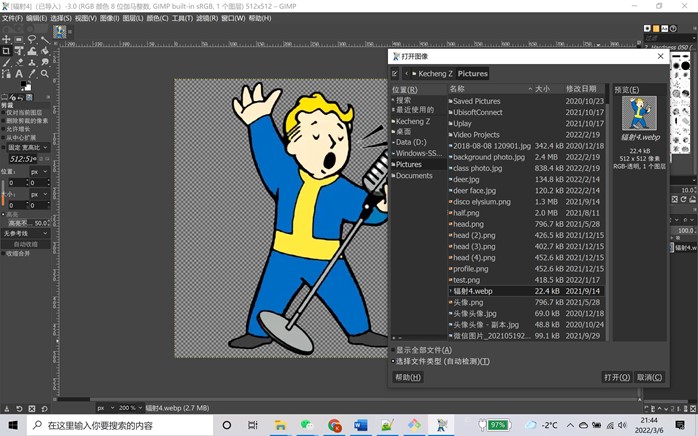 [辐射4] (已导入) -3.0 (RGB 颜色 8 位伽马整数, GIMP built-in sRGB, 1 个图层) 512x512 – GIMP
文件(F) 编辑(E) 选择(S) 视图(V) 图像(I) 图层(L) 颜色(C) 工具(T) 滤镜(R) 窗口(W) 帮助(H)
裁剪
仅对当前图层
删除剪裁的像素
允许增长
从中心扩展
固定 宽高比
512:51
位置: px
0 0
大小: px
0 0
高亮
高亮不... 50.0
无参考线
自动收缩
收缩合并
px 200 % 辐射4.webp (2.7 MB)
打开图像
Kecheng Z Pictures
位置(R)
搜索
最近使用的
Kecheng Z
桌面
Data (D:)
Windows-SS...
Pictures
Documents
名称 大小 修改日期
Saved Pictures 2020/10/23
UbisoftConnect 2021/10/17
Uplay 2021/10/17
Video Projects 2022/2/19
2018-08-08 120901.jpg 342.4 kB 2020/12/18
background photo.jpg 2.4 MB 2022/2/19
class photo.jpg 838.4 kB 2022/2/19
deer.jpg 134.8 kB 2022/2/14
deer face.jpg 120.2 kB 2022/2/14
disco elysium.png 1.3 MB 2021/9/14
half.png 2.0 MB 2021/8/11
head.png 796.7 kB 2021/5/28
head (2).png 426.5 kB 2021/12/15
head (3).png 402.7 kB 2021/12/15
head (4).png 452.6 kB 2021/12/15
profile.png 452.6 kB 2021/12/15
test.png 418.5 kB 2022/1/17
辐射4.webp 22.4 kB 2021/9/14
头像.png 796.7 kB 2021/5/28
头像头像.jpg 69.0 kB 2020/12/18
头像头像 - 副本.jpg 48.8 kB 2020/10/24
微信图片_202105192... 99.1 kB 2021/9/29
预览(E)
辐射4.webp
22.4 kB
512 x 512 像素
RGB-透明, 1 个图层
显示全部文件(A)
选择文件类型 (自动检测)(T)
帮助(H) 打开(O) 取消(C)
10.0
100.0
辐射4.w
在这里输入你要搜索的内容
97%
-2°C
21:44
2022/3/6